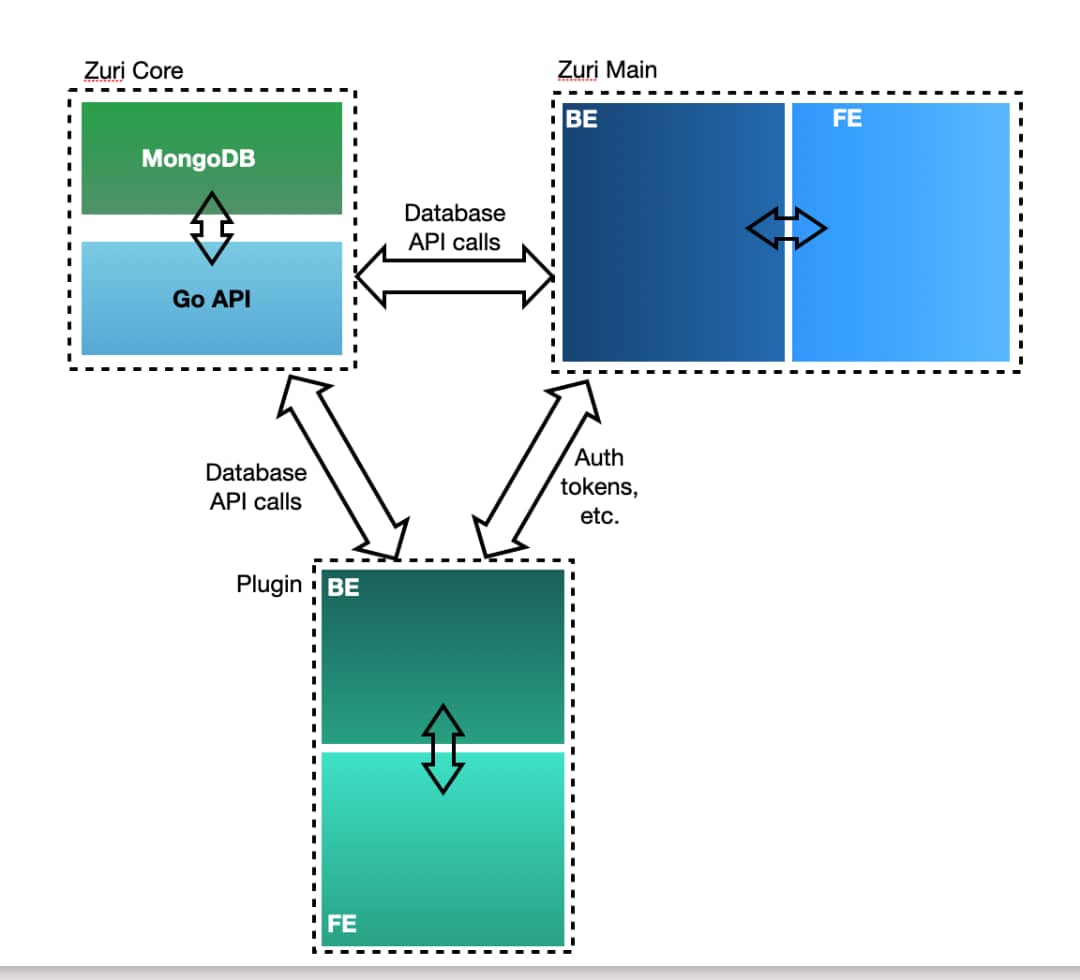 Zuri Core
Zuri Main
BE
FE
MongoDB
Database
API calls
Go API
Database
API calls
Auth
tokens,
etc.
Plugin
BE
FE